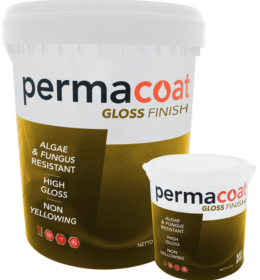 permacoat
GLOSS FINISH
ALGAE
& FUNGUS
RESISTANT
HIGH
GLOSS
NON
YELLOWING
NETTO
permacoat
GLOSS FINISH
ALGAE
& FUNGUS
RESISTANT
HIGH
GLOSS
NON
YELLOWING